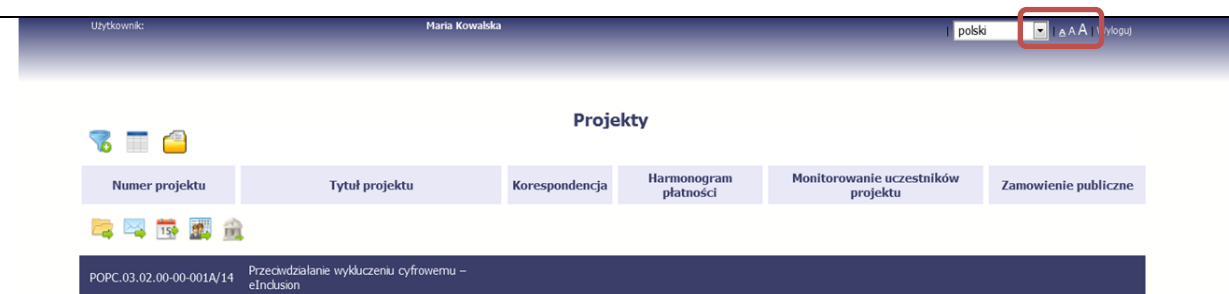 Użytkownik: Maria Kowalska | polski | A A A | Wyloguj
Projekty
Numer projektu Tytuł projektu Korespondencja Harmonogram płatności Monitorowanie uczestników projektu Zamowienie publiczne
15
POPC.03.02.00-00-001A/14 Przeciwdziałanie wykluczeniu cyfrowemu –
eInclusion